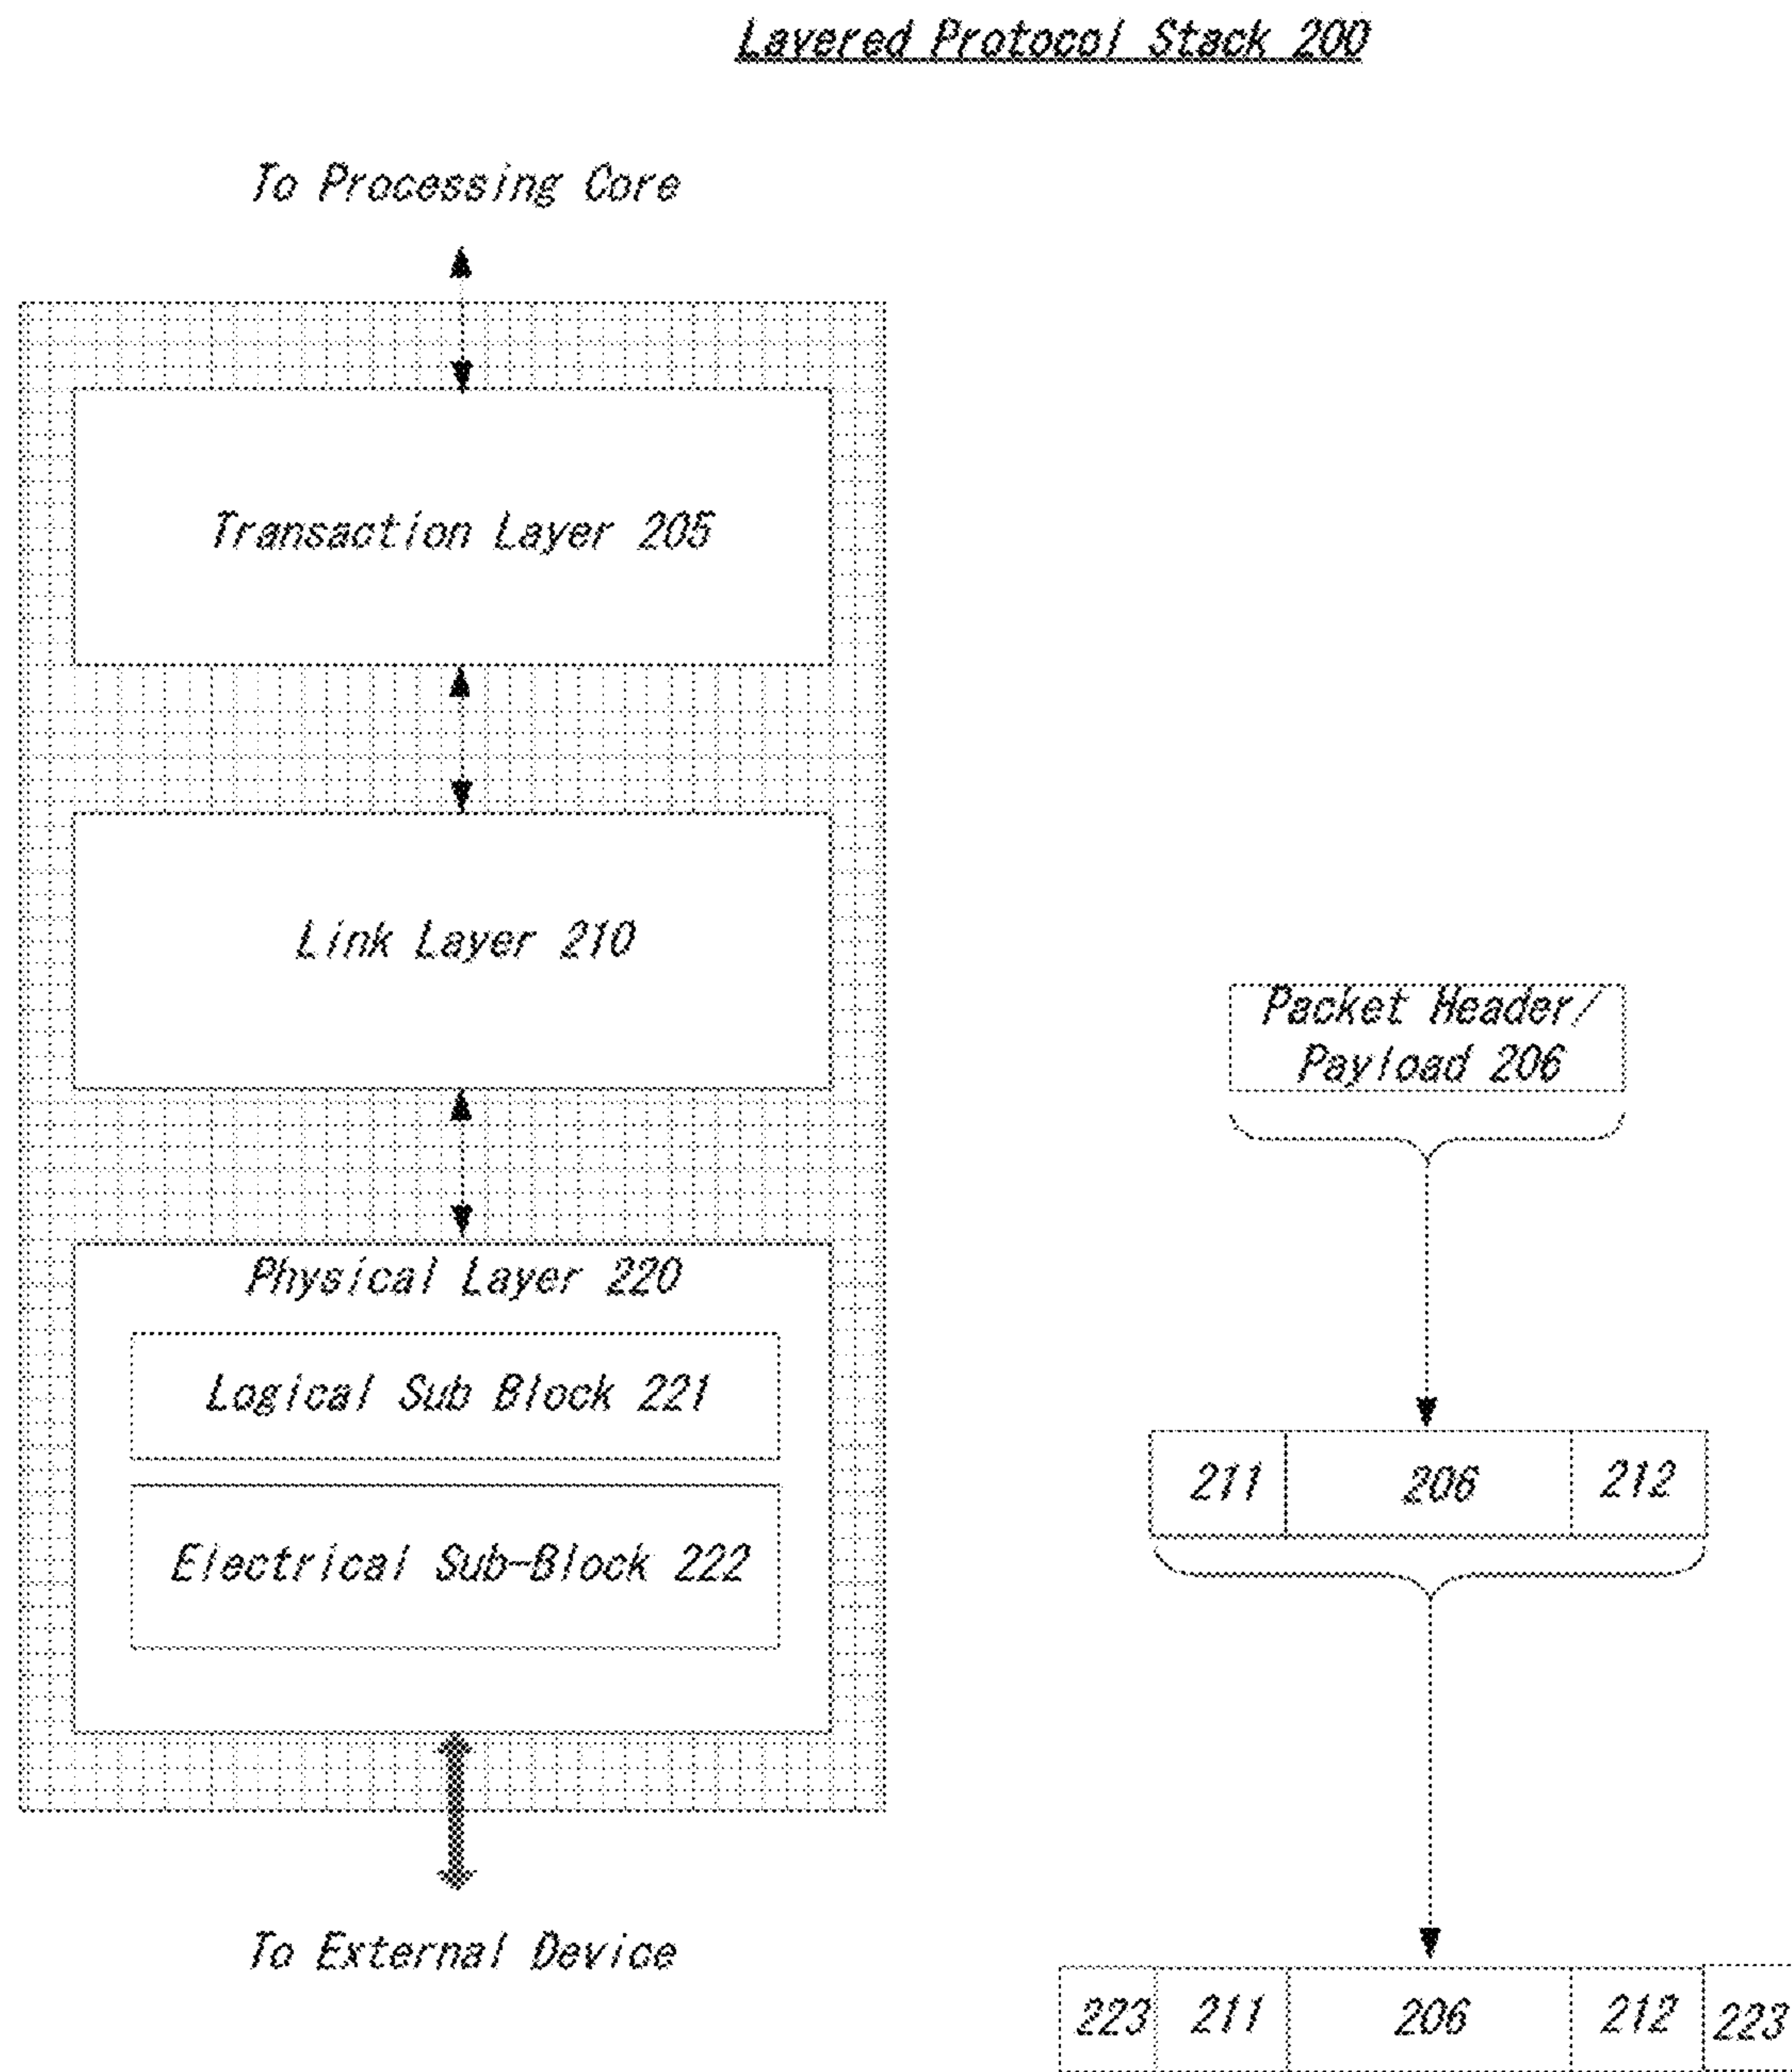 Layered Protocol Stack 200
To Processing Core
Transaction Layer 205
Link Layer 210
Physical Layer 220
Logical Sub Block 221
Electrical Sub-Block 222
To External Device
Packet Header/
Payload 206
211 206 212
223 211 206 212 223